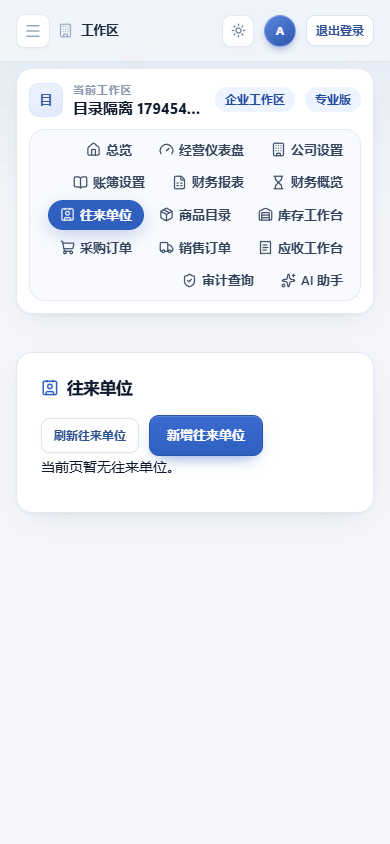 工作区
A
退出登录
目
当前工作区
目录隔离 179454...
企业工作区
专业版
总览
经营仪表盘
公司设置
账簿设置
财务报表
财务概览
往来单位
商品目录
库存工作台
采购订单
销售订单
应收工作台
审计查询
AI 助手
往来单位
刷新往来单位
新增往来单位
当前页暂无往来单位。